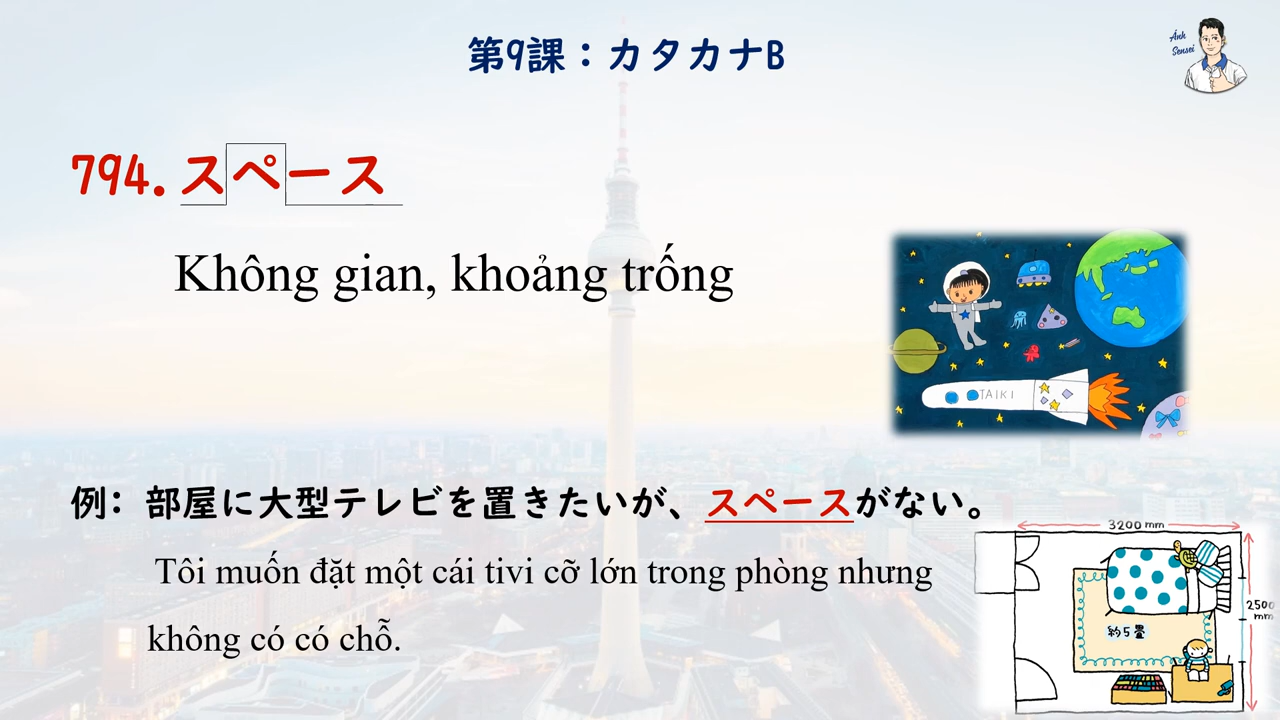 第9課：カタカナB
Anh
Sensei
794. スペース
Không gian, khoảng trống
TAIKI
例：部屋に大型テレビを置きたいが、スペースがない。
Tôi muốn đặt một cái tivi cỡ lớn trong phòng nhưng
không có có chỗ.
3200 mm
2500
mm
約5畳